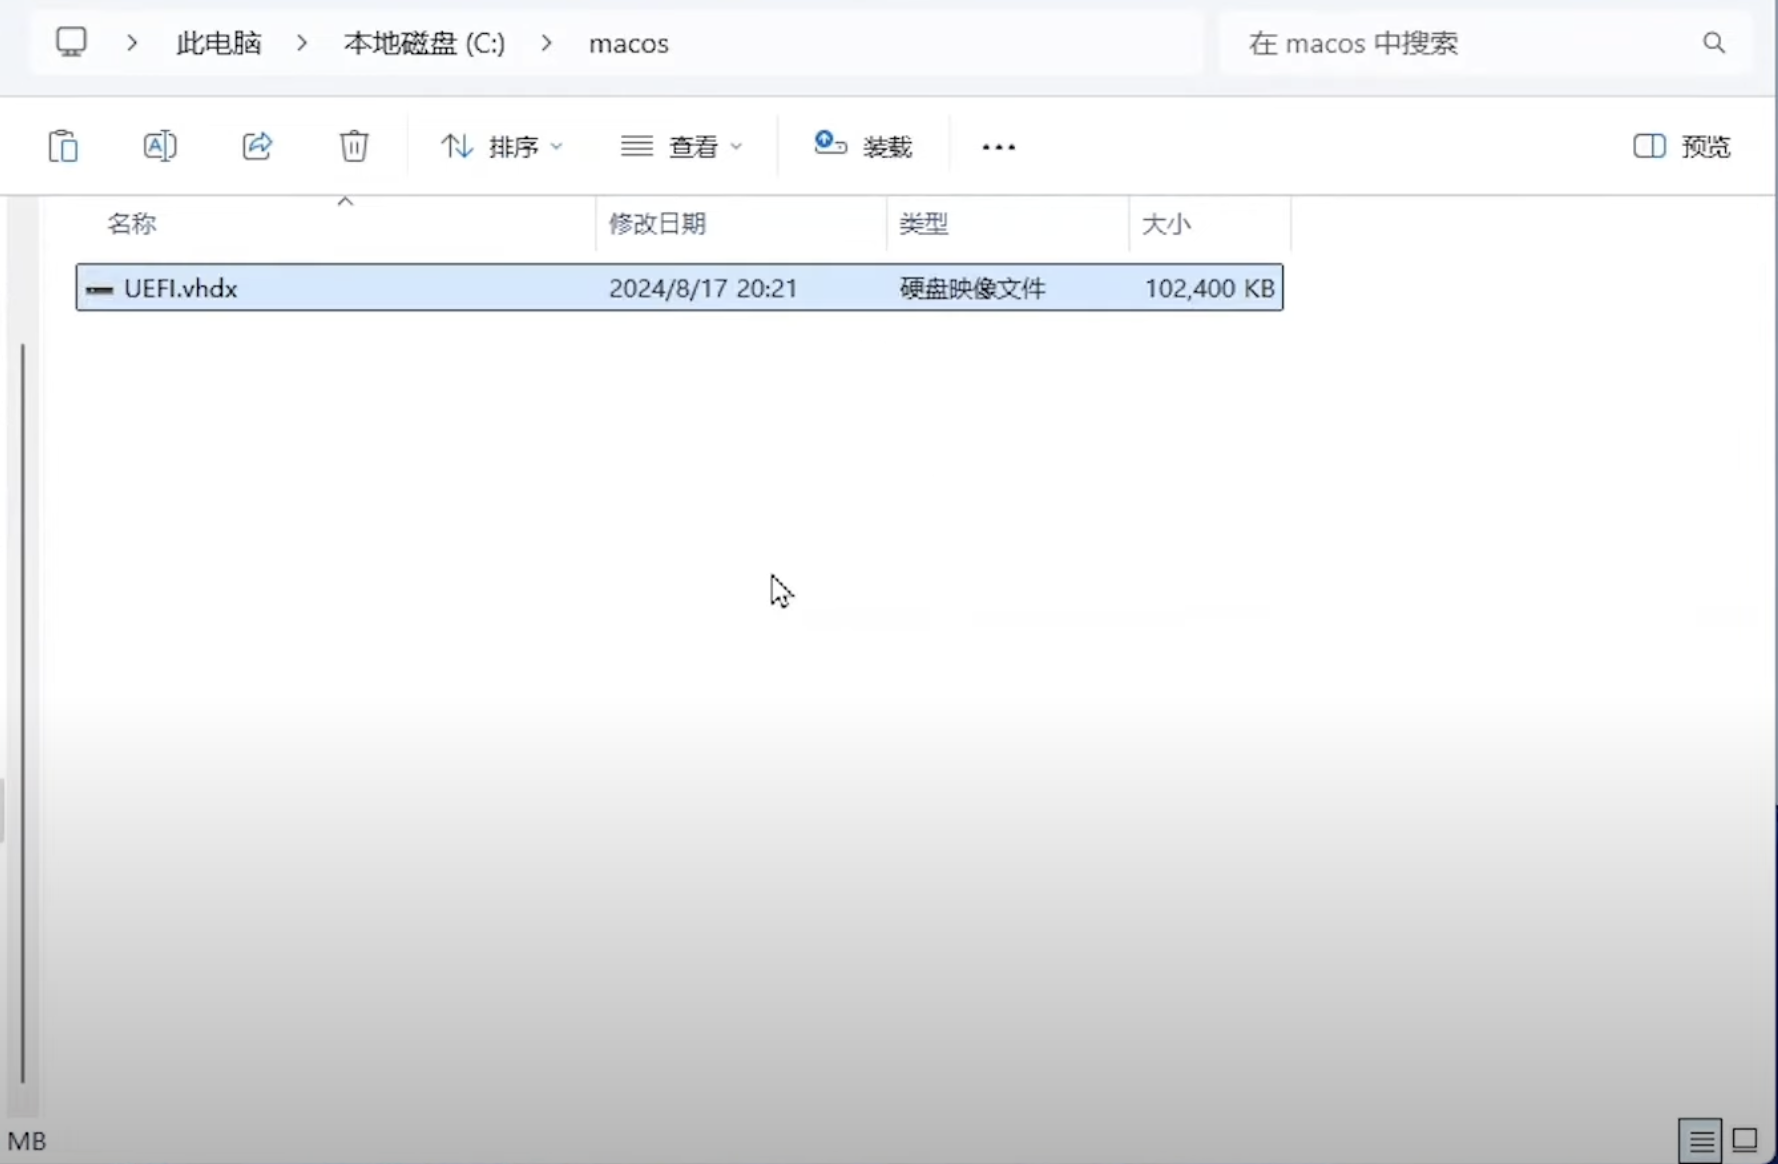 此电脑 本地磁盘 (C:) macos 在 macos 中搜索
排序 查看 装载 ... 预览
名称 修改日期 类型 大小
UEFI.vhdx 2024/8/17 20:21 硬盘映像文件 102,400 KB
MB